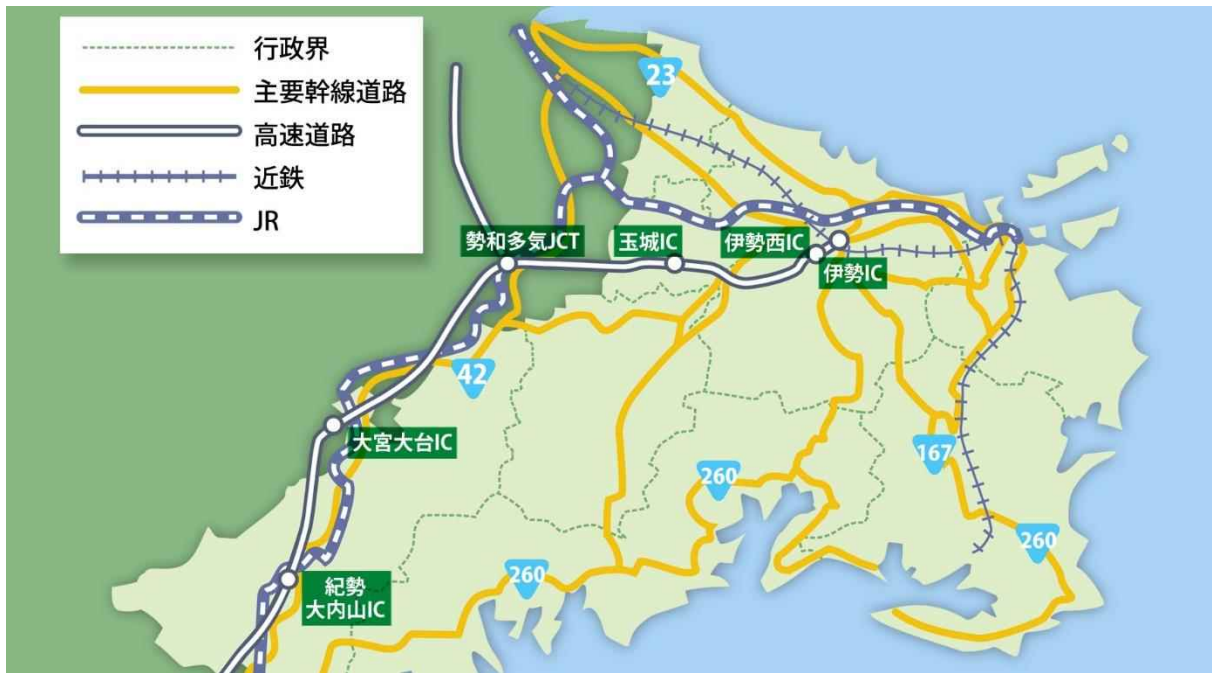 行政界
主要幹線道路
高速道路
近鉄
JR
23
勢和多気JCT
玉城IC
伊勢西IC
伊勢IC
42
大宮大台IC
167
260
260
260
紀勢
大内山IC